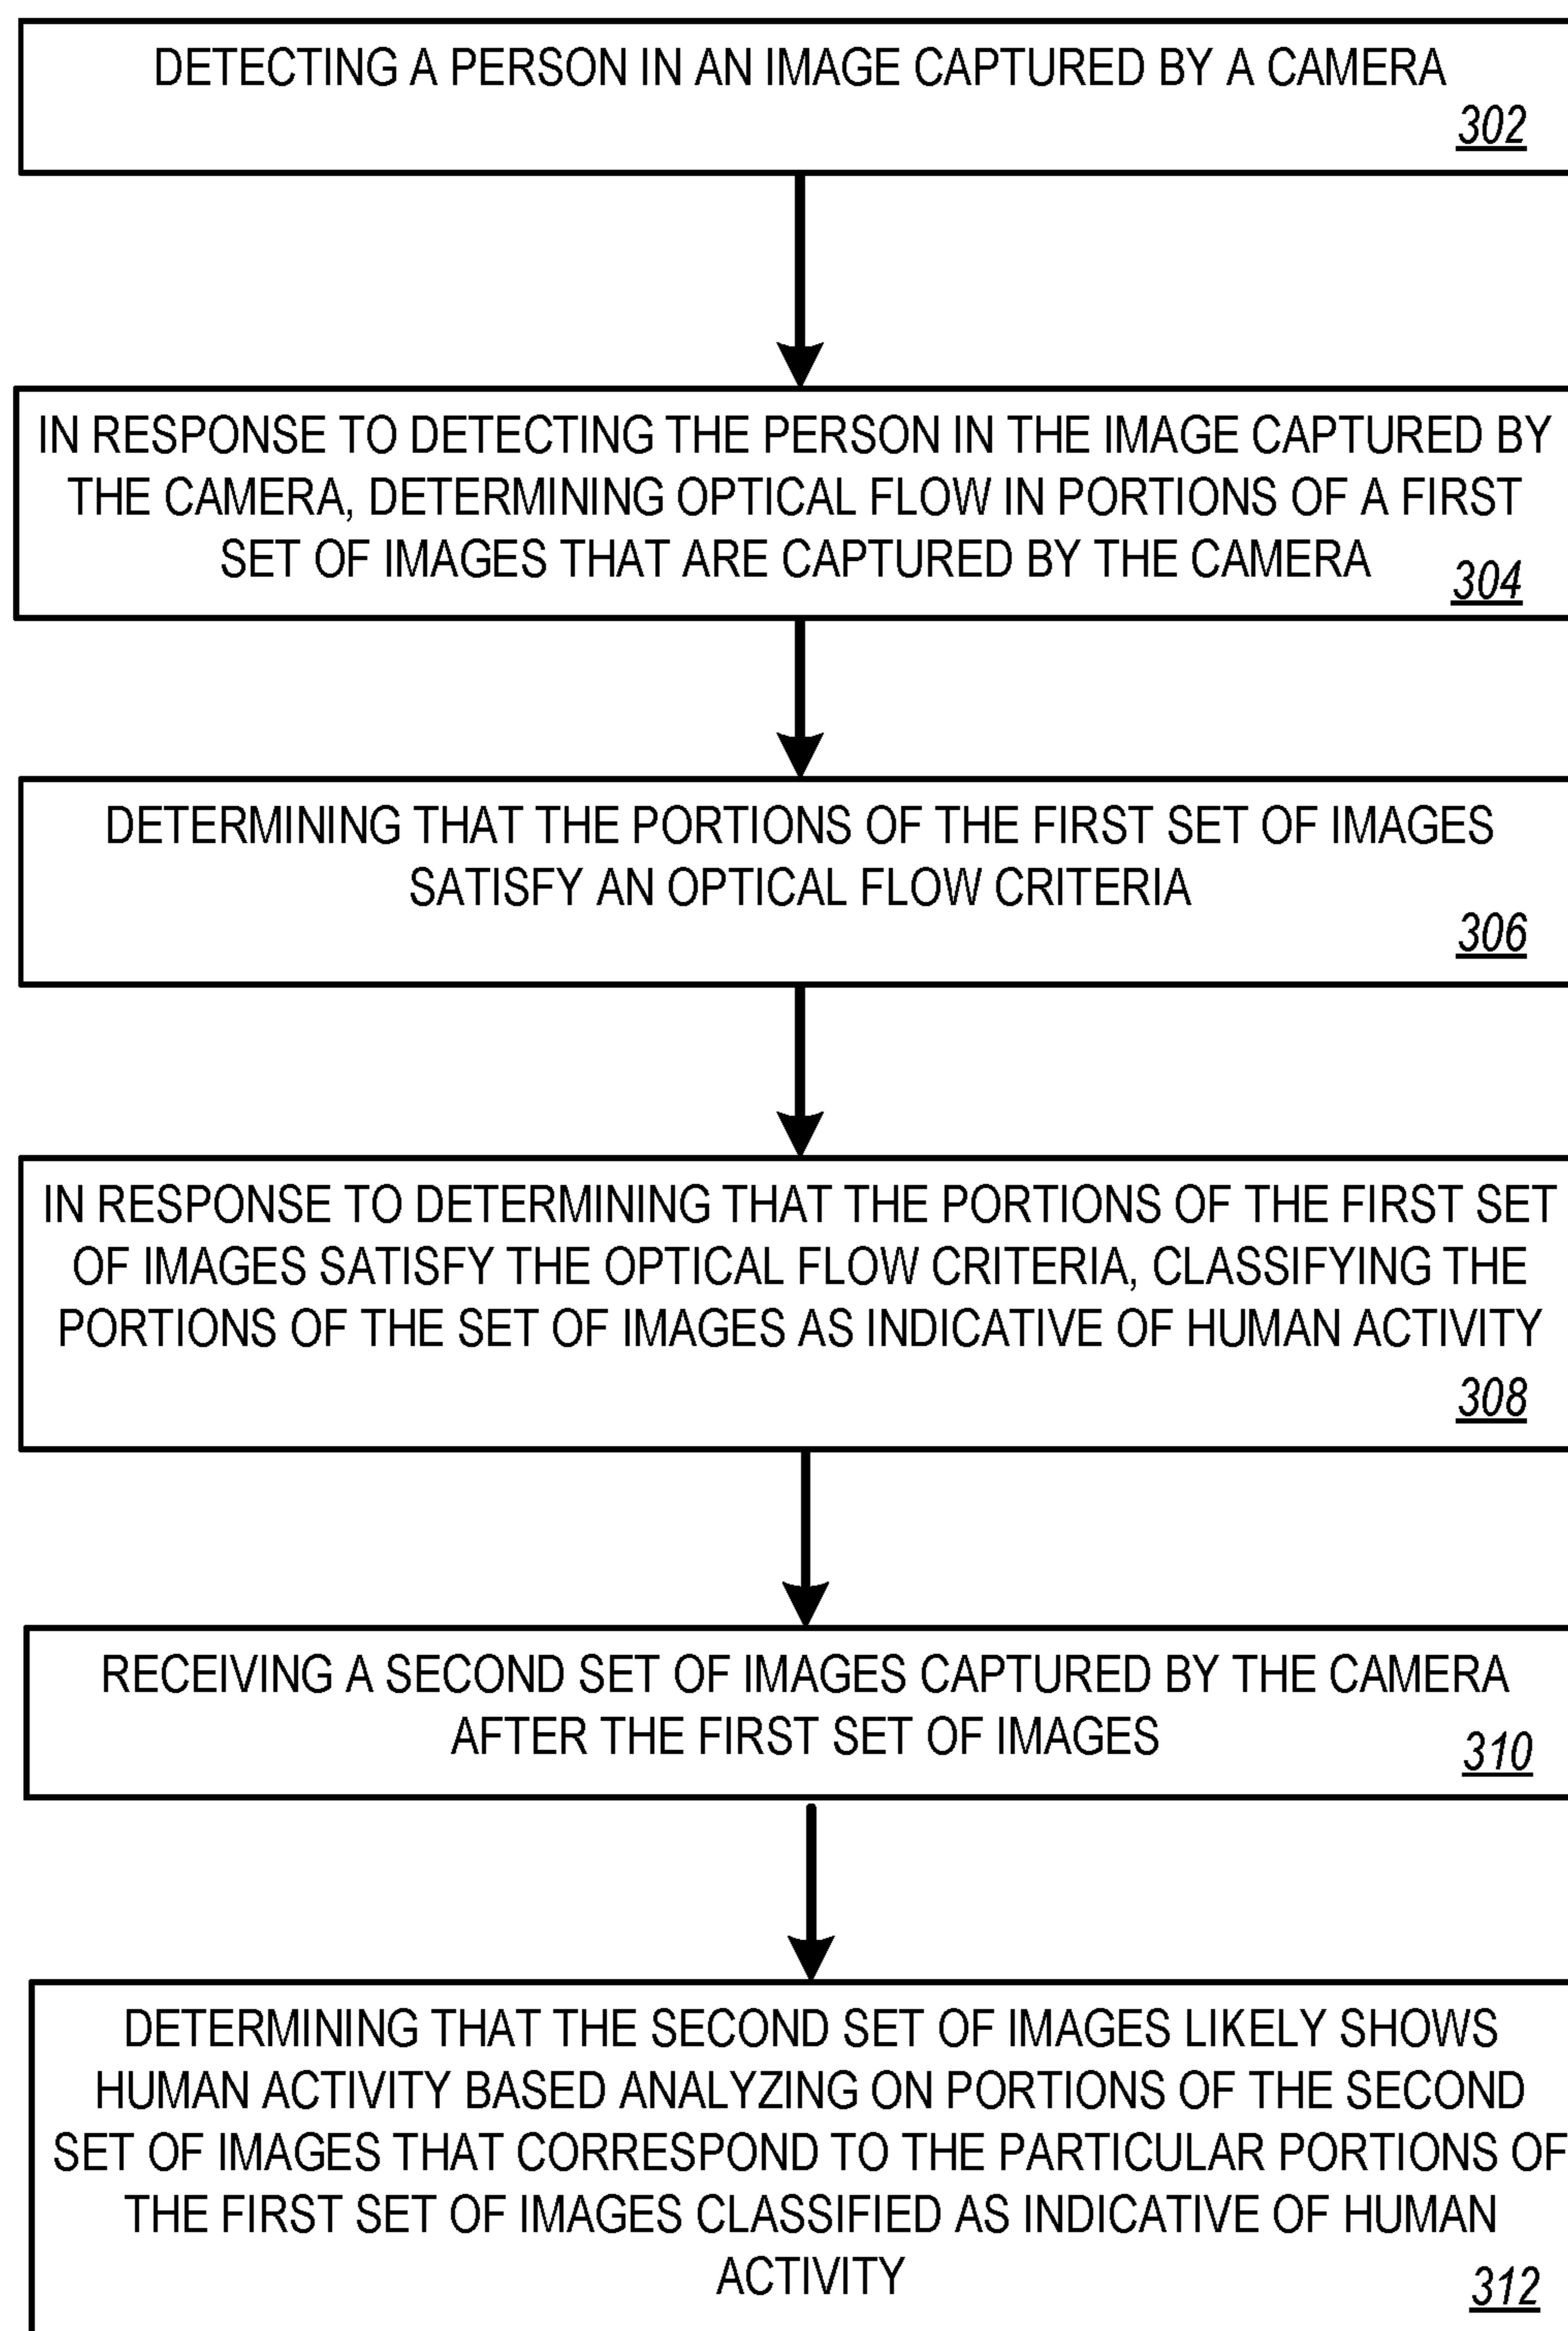 DETECTING A PERSON IN AN IMAGE CAPTURED BY A CAMERA
302
IN RESPONSE TO DETECTING THE PERSON IN THE IMAGE CAPTURED BY
THE CAMERA, DETERMINING OPTICAL FLOW IN PORTIONS OF A FIRST
SET OF IMAGES THAT ARE CAPTURED BY THE CAMERA
304
DETERMINING THAT THE PORTIONS OF THE FIRST SET OF IMAGES
SATISFY AN OPTICAL FLOW CRITERIA
306
IN RESPONSE TO DETERMINING THAT THE PORTIONS OF THE FIRST SET
OF IMAGES SATISFY THE OPTICAL FLOW CRITERIA, CLASSIFYING THE
PORTIONS OF THE SET OF IMAGES AS INDICATIVE OF HUMAN ACTIVITY
308
RECEIVING A SECOND SET OF IMAGES CAPTURED BY THE CAMERA
AFTER THE FIRST SET OF IMAGES
310
DETERMINING THAT THE SECOND SET OF IMAGES LIKELY SHOWS
HUMAN ACTIVITY BASED ANALYZING ON PORTIONS OF THE SECOND
SET OF IMAGES THAT CORRESPOND TO THE PARTICULAR PORTIONS OF
THE FIRST SET OF IMAGES CLASSIFIED AS INDICATIVE OF HUMAN
ACTIVITY
312